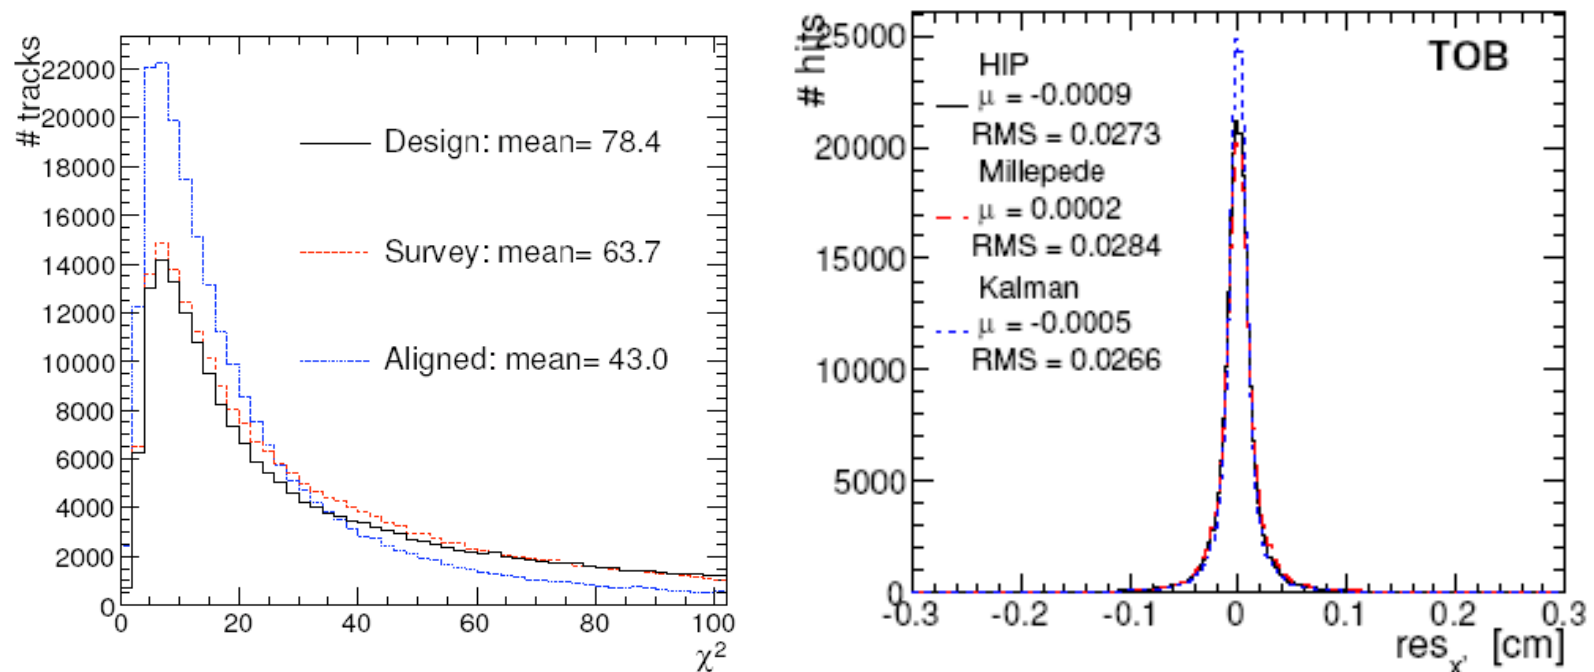 # tracks
22000
20000
18000
16000
14000
12000
10000
8000
6000
4000
2000
0
0 20 40 60 80 100
χ²
Design: mean= 78.4
Survey: mean= 63.7
Aligned: mean= 43.0
# hits
25000
20000
15000
10000
5000
0
-0.3 -0.2 -0.1 0 0.1 0.2 0.3
res_x' [cm]
TOB
HIP
μ = -0.0009
RMS = 0.0273
Millepede
μ = 0.0002
RMS = 0.0284
Kalman
μ = -0.0005
RMS = 0.0266